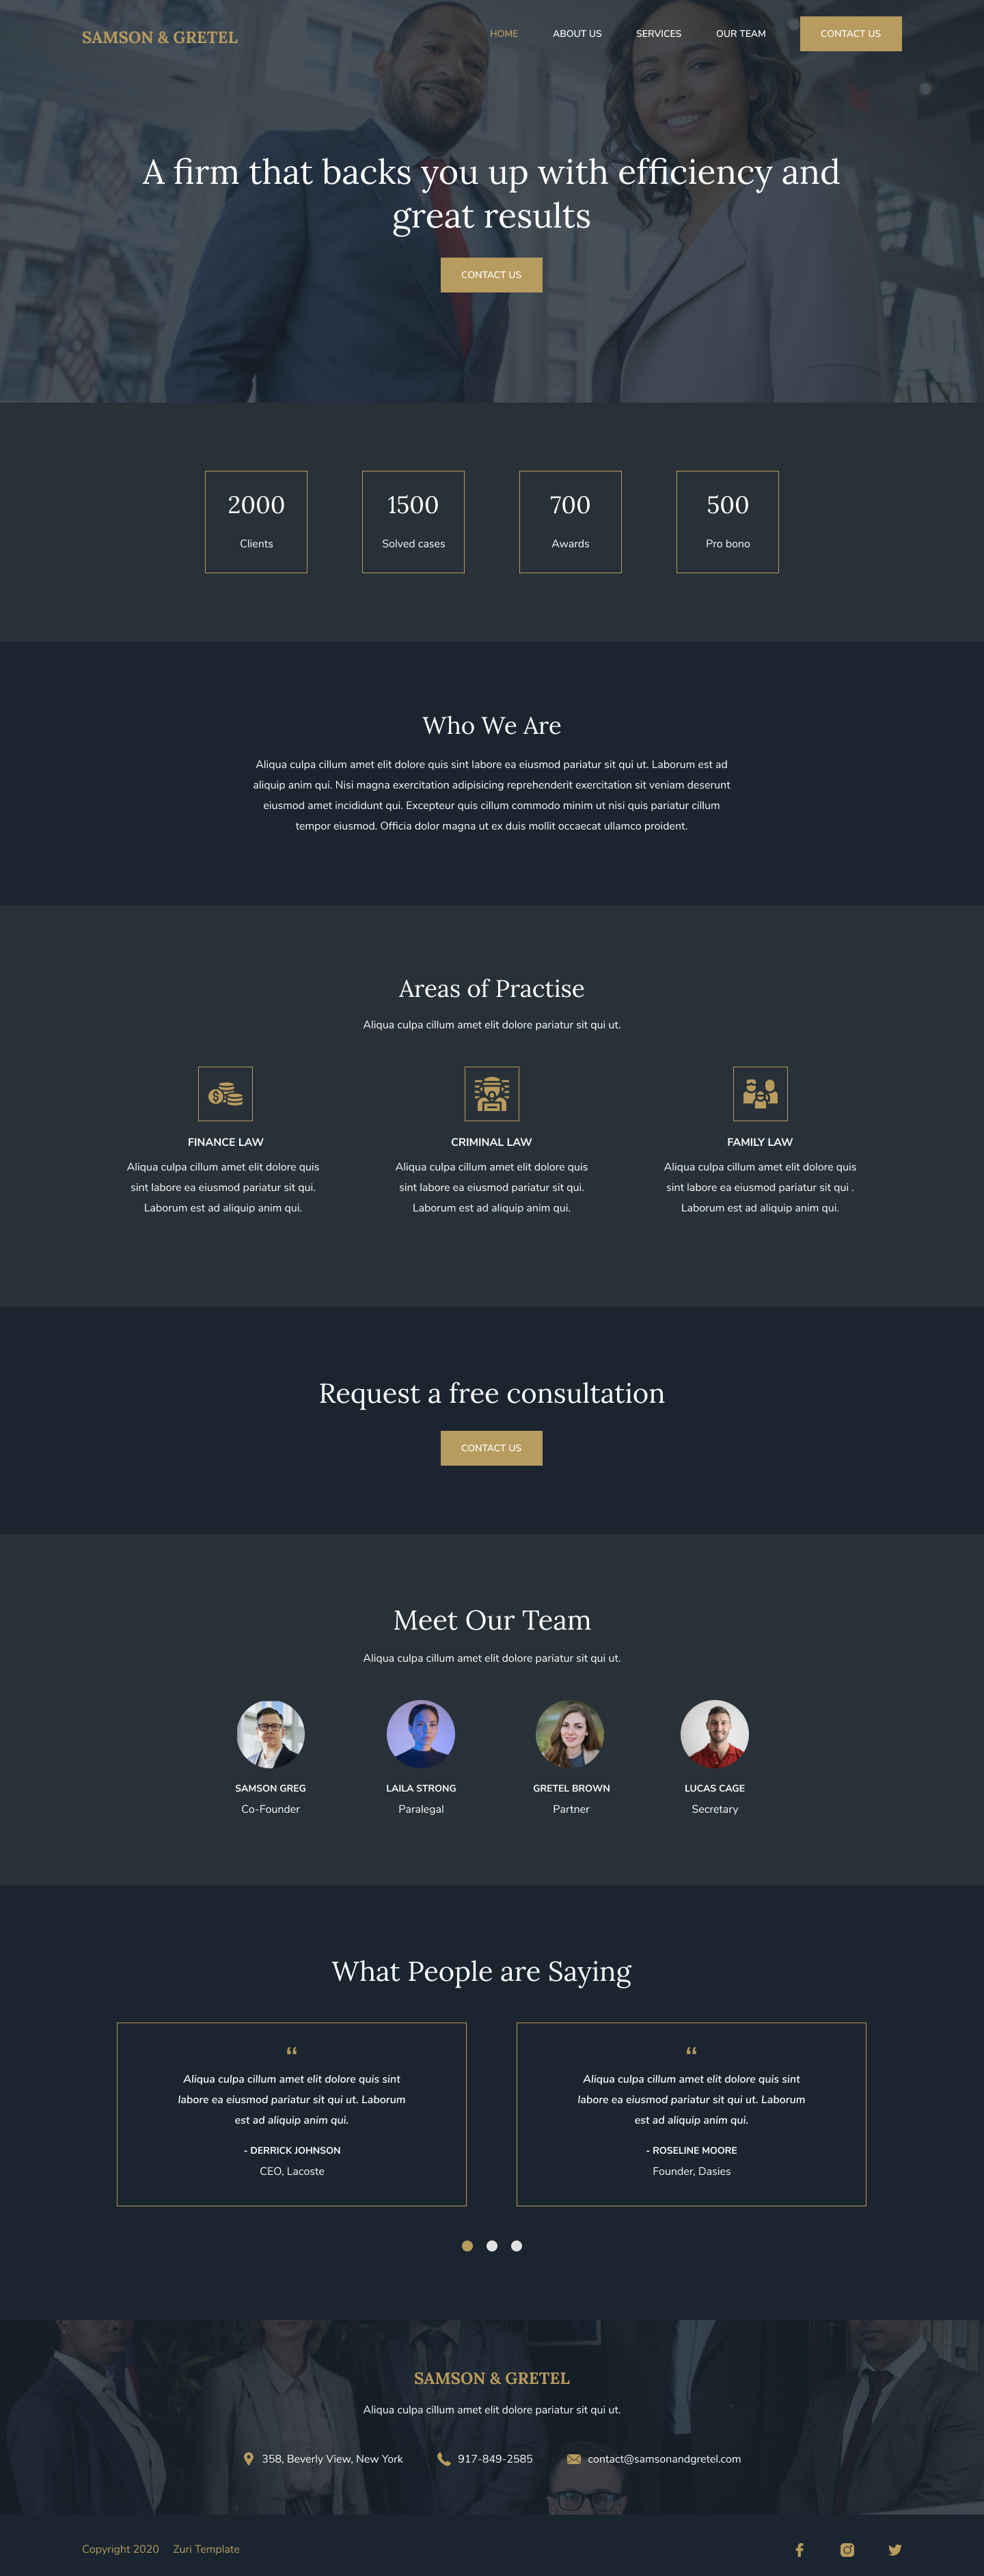 SAMSON & GRETEL
HOME
ABOUT US
SERVICES
OUR TEAM
CONTACT US
A firm that backs you up with efficiency and
great results
CONTACT US
2000
Clients
1500
Solved cases
700
Awards
500
Pro bono
Who We Are
Aliqua culpa cillum amet elit dolore quis sint labore ea eiusmod pariatur sit qui ut. Laborum est ad
aliquip anim qui. Nisi magna exercitation adipisicing reprehenderit exercitation sit veniam deserunt
eiusmod amet incididunt qui. Excepteur quis cillum commodo minim ut nisi quis pariatur cillum
tempor eiusmod. Officia dolor magna ut ex duis mollit occaecat ullamco proident.
Areas of Practise
Aliqua culpa cillum amet elit dolore pariatur sit qui ut.
FINANCE LAW
Aliqua culpa cillum amet elit dolore quis
sint labore ea eiusmod pariatur sit qui.
Laborum est ad aliquip anim qui.
CRIMINAL LAW
Aliqua culpa cillum amet elit dolore quis
sint labore ea eiusmod pariatur sit qui.
Laborum est ad aliquip anim qui.
FAMILY LAW
Aliqua culpa cillum amet elit dolore quis
sint labore ea eiusmod pariatur sit qui .
Laborum est ad aliquip anim qui.
Request a free consultation
CONTACT US
Meet Our Team
Aliqua culpa cillum amet elit dolore pariatur sit qui ut.
SAMSON GREG
Co-Founder
LAILA STRONG
Paralegal
GRETEL BROWN
Partner
LUCAS CAGE
Secretary
What People are Saying
“
Aliqua culpa cillum amet elit dolore quis sint
labore ea eiusmod pariatur sit qui ut. Laborum
est ad aliquip anim qui.
- DERRICK JOHNSON
CEO, Lacoste
“
Aliqua culpa cillum amet elit dolore quis sint
labore ea eiusmod pariatur sit qui ut. Laborum
est ad aliquip anim qui.
- ROSELINE MOORE
Founder, Dasies
SAMSON & GRETEL
Aliqua culpa cillum amet elit dolore pariatur sit qui ut.
358, Beverly View, New York
917-849-2585
contact@samsonandgretel.com
Copyright 2020
Zuri Template